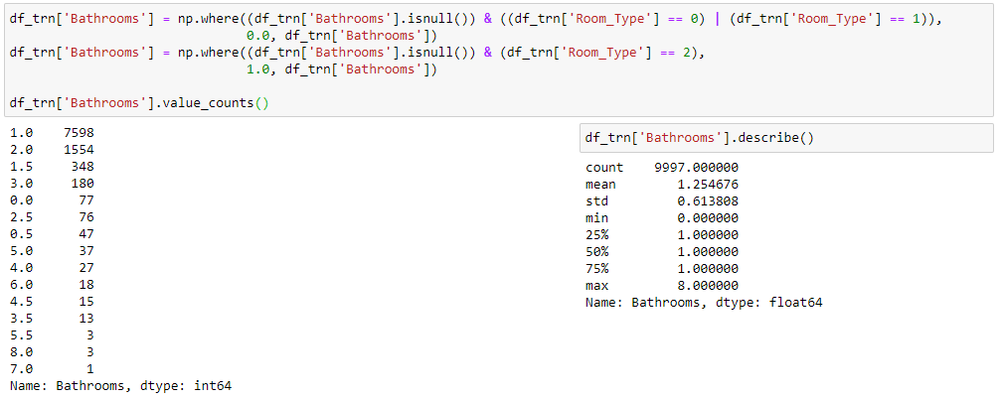 df_trn['Bathrooms'] = np.where((df_trn['Bathrooms'].isnull()) & ((df_trn['Room_Type'] == 0) | (df_trn['Room_Type'] == 1)),
0.0, df_trn['Bathrooms'])
df_trn['Bathrooms'] = np.where((df_trn['Bathrooms'].isnull()) & (df_trn['Room_Type'] == 2),
1.0, df_trn['Bathrooms'])
df_trn['Bathrooms'].value_counts()
1.0    7598
2.0    1554
1.5     348
3.0     180
0.0      77
2.5      76
0.5      47
5.0      37
4.0      27
6.0      18
4.5      15
3.5      13
5.5       3
8.0       3
7.0       1
Name: Bathrooms, dtype: int64
df_trn['Bathrooms'].describe()
count    9997.000000
mean        1.254676
std         0.613808
min         0.000000
25%         1.000000
50%         1.000000
75%         1.000000
max         8.000000
Name: Bathrooms, dtype: float64